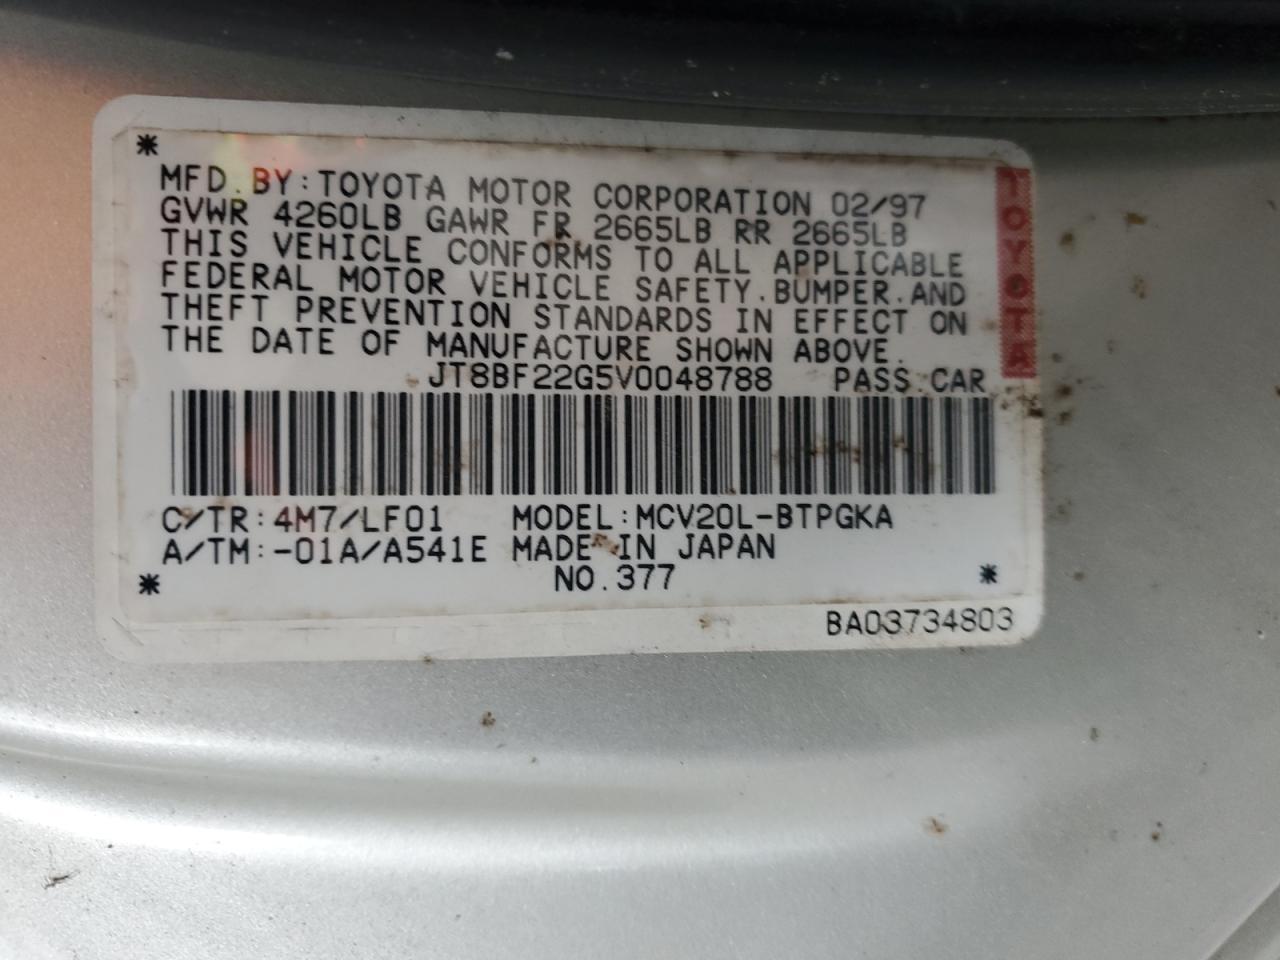 MFD. BY:TOYOTA MOTOR CORPORATION 02/97
GVWR 4260LB GAWR FR 2665LB RR 2665LB
THIS VEHICLE CONFORMS TO ALL APPLICABLE
FEDERAL MOTOR VEHICLE SAFETY.BUMPER.AND
THEFT PREVENTION STANDARDS IN EFFECT ON
THE DATE OF MANUFACTURE SHOWN ABOVE.
JT8BF22G5V0048788 PASS.CAR
TOYOTA
C/TR:4M7/LF01 MODEL:MCV20L-BTPGKA
A/TM:-01A/A541E MADE IN JAPAN
NO.377
BA03734803